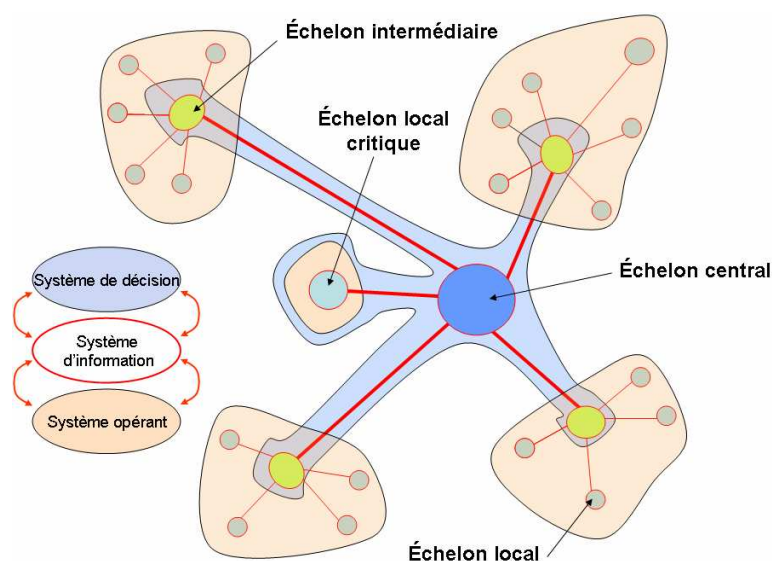 Échelon intermédiaire
Échelon local
critique
Échelon central
Système de décision
Système
d'information
Système opérant
Échelon local